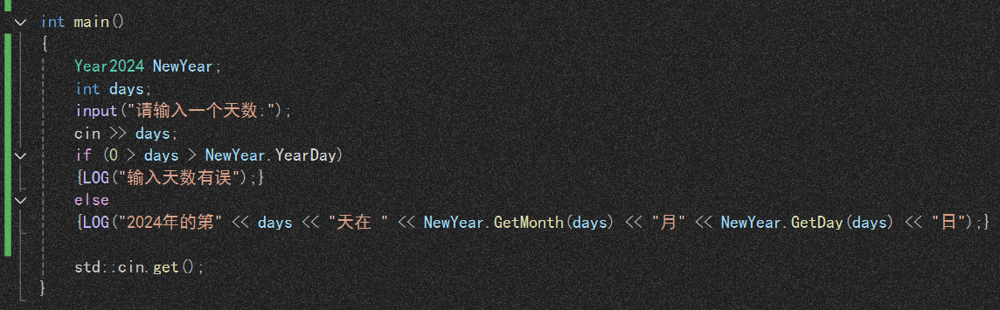 int main()
{
Year2024 NewYear;
int days;
input("请输入一个天数:");
cin >> days;
if (0 > days > NewYear.YearDay)
{LOG("输入天数有误");}
else
{LOG("2024年的第" << days << "天在 " << NewYear.GetMonth(days) << "月" << NewYear.GetDay(days) << "日");}
std::cin.get();
}